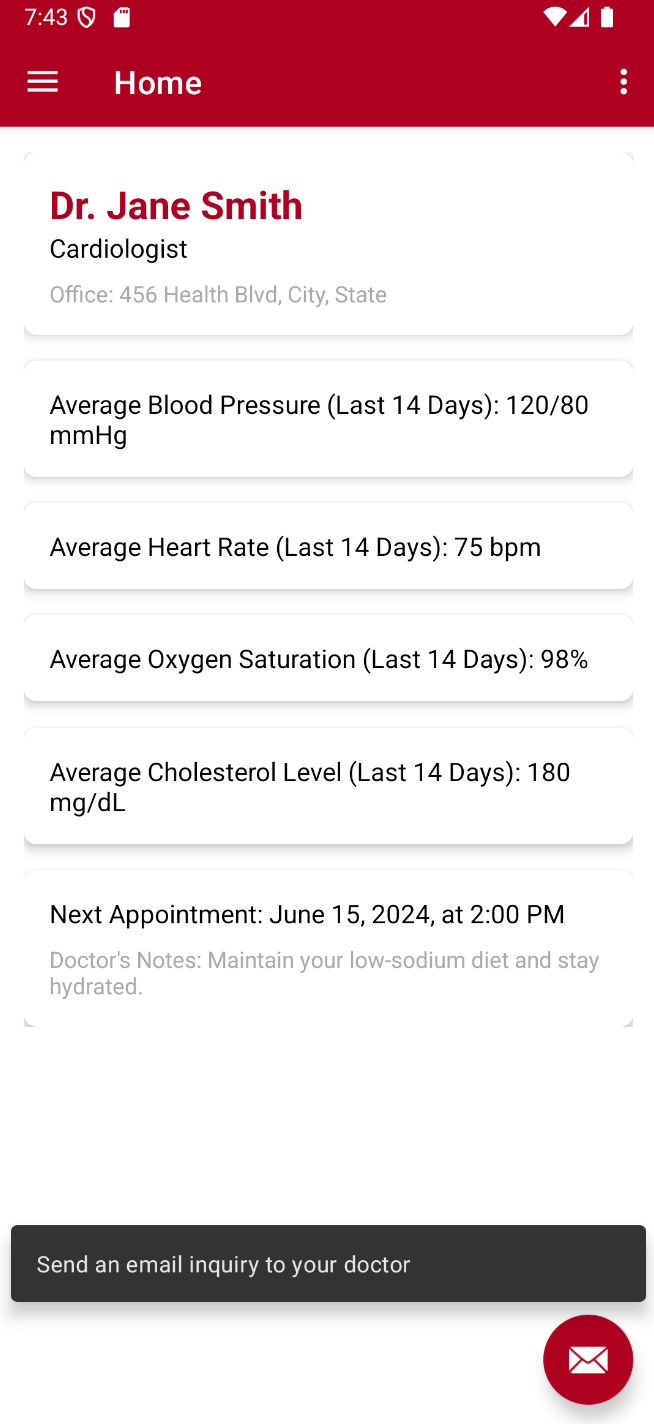 7:43
Home
Dr. Jane Smith
Cardiologist
Office: 456 Health Blvd, City, State
Average Blood Pressure (Last 14 Days): 120/80
mmHg
Average Heart Rate (Last 14 Days): 75 bpm
Average Oxygen Saturation (Last 14 Days): 98%
Average Cholesterol Level (Last 14 Days): 180
mg/dL
Next Appointment: June 15, 2024, at 2:00 PM
Doctor's Notes: Maintain your low-sodium diet and stay
hydrated.
Send an email inquiry to your doctor